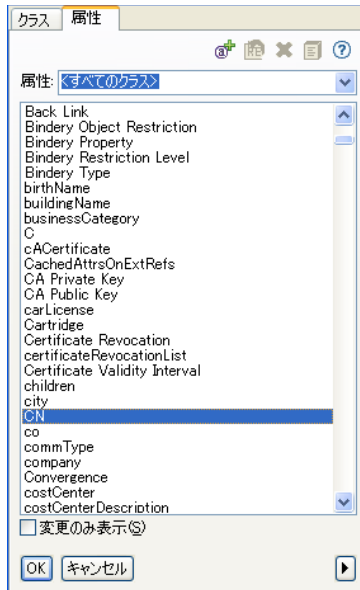 クラス 属性
属性: <すべてのクラス>
Back Link
Bindery Object Restriction
Bindery Property
Bindery Restriction Level
Bindery Type
birthName
buildingName
businessCategory
C
cACertificate
CachedAttrsOnExtRefs
CA Private Key
CA Public Key
carLicense
Cartridge
Certificate Revocation
certificateRevocationList
Certificate Validity Interval
children
city
CN
co
commType
company
Convergence
costCenter
costCenterDescription
変更のみ表示(S)
OK キャンセル